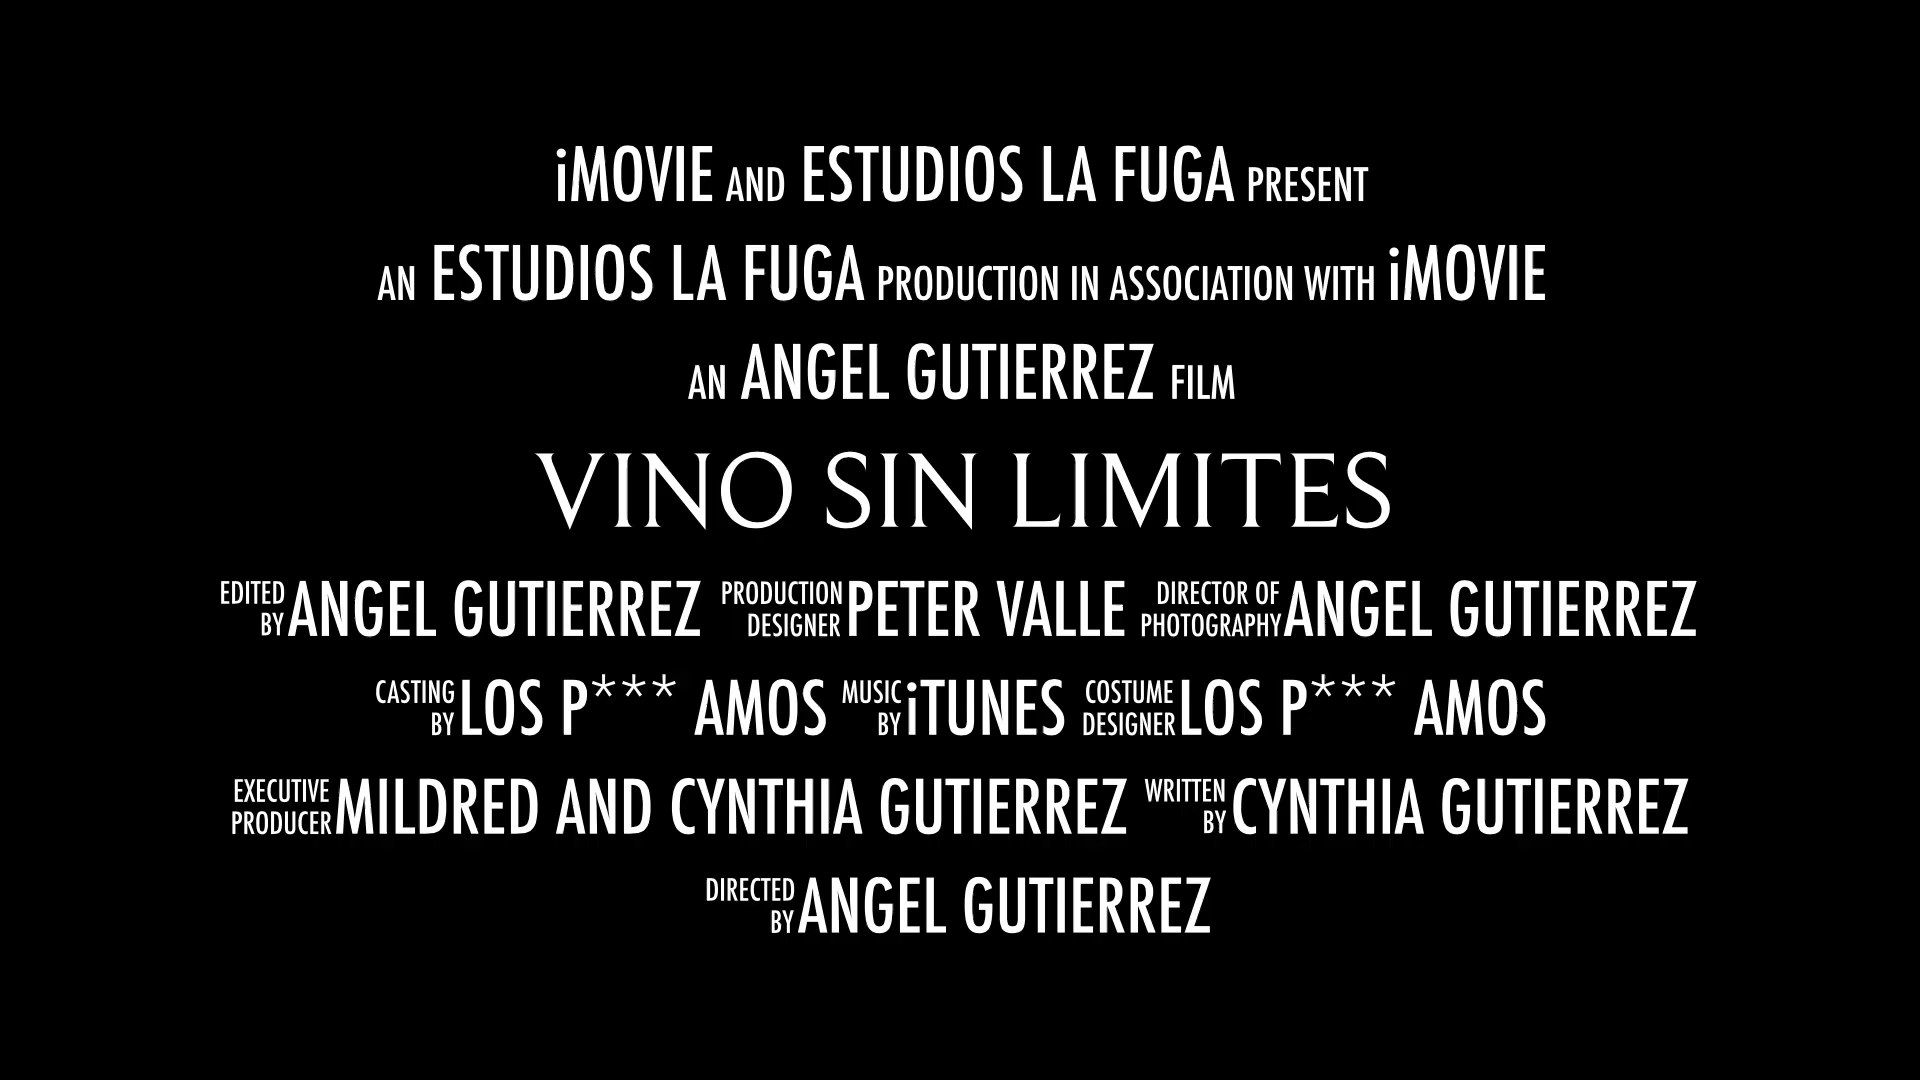 iMOVIE AND ESTUDIOS LA FUGA PRESENT
AN ESTUDIOS LA FUGA PRODUCTION IN ASSOCIATION WITH iMOVIE
AN ANGEL GUTIERREZ FILM
VINO SIN LIMITES
EDITED BY ANGEL GUTIERREZ PRODUCTION DESIGNER PETER VALLE DIRECTOR OF PHOTOGRAPHY ANGEL GUTIERREZ
CASTING BY LOS P*** AMOS MUSIC BY iTUNES COSTUME DESIGNER LOS P*** AMOS
EXECUTIVE PRODUCER MILDRED AND CYNTHIA GUTIERREZ WRITTEN BY CYNTHIA GUTIERREZ
DIRECTED BY ANGEL GUTIERREZ